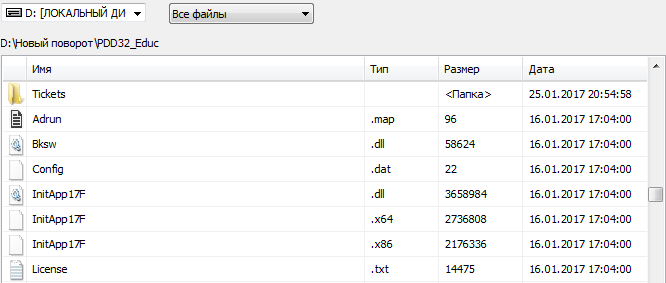 D: [ЛОКАЛЬНЫЙ ДИ Все файлы
D:\Новый поворот\PDD32_Educ
Имя Тип Размер Дата
Tickets <Папка> 25.01.2017 20:54:58
Adrun .map 96 16.01.2017 17:04:00
Bksw .dll 58624 16.01.2017 17:04:00
Config .dat 22 16.01.2017 17:04:00
InitApp17F .dll 3658984 16.01.2017 17:04:00
InitApp17F .x64 2736808 16.01.2017 17:04:00
InitApp17F .x86 2176336 16.01.2017 17:04:00
License .txt 14475 16.01.2017 17:04:00